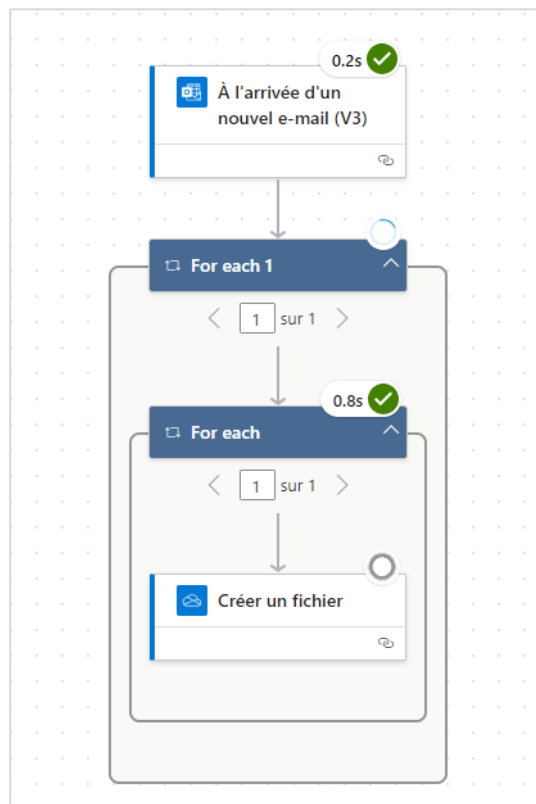 0.2s
À l'arrivée d'un
nouvel e-mail (V3)
For each 1
1 sur 1
0.8s
For each
1 sur 1
Créer un fichier